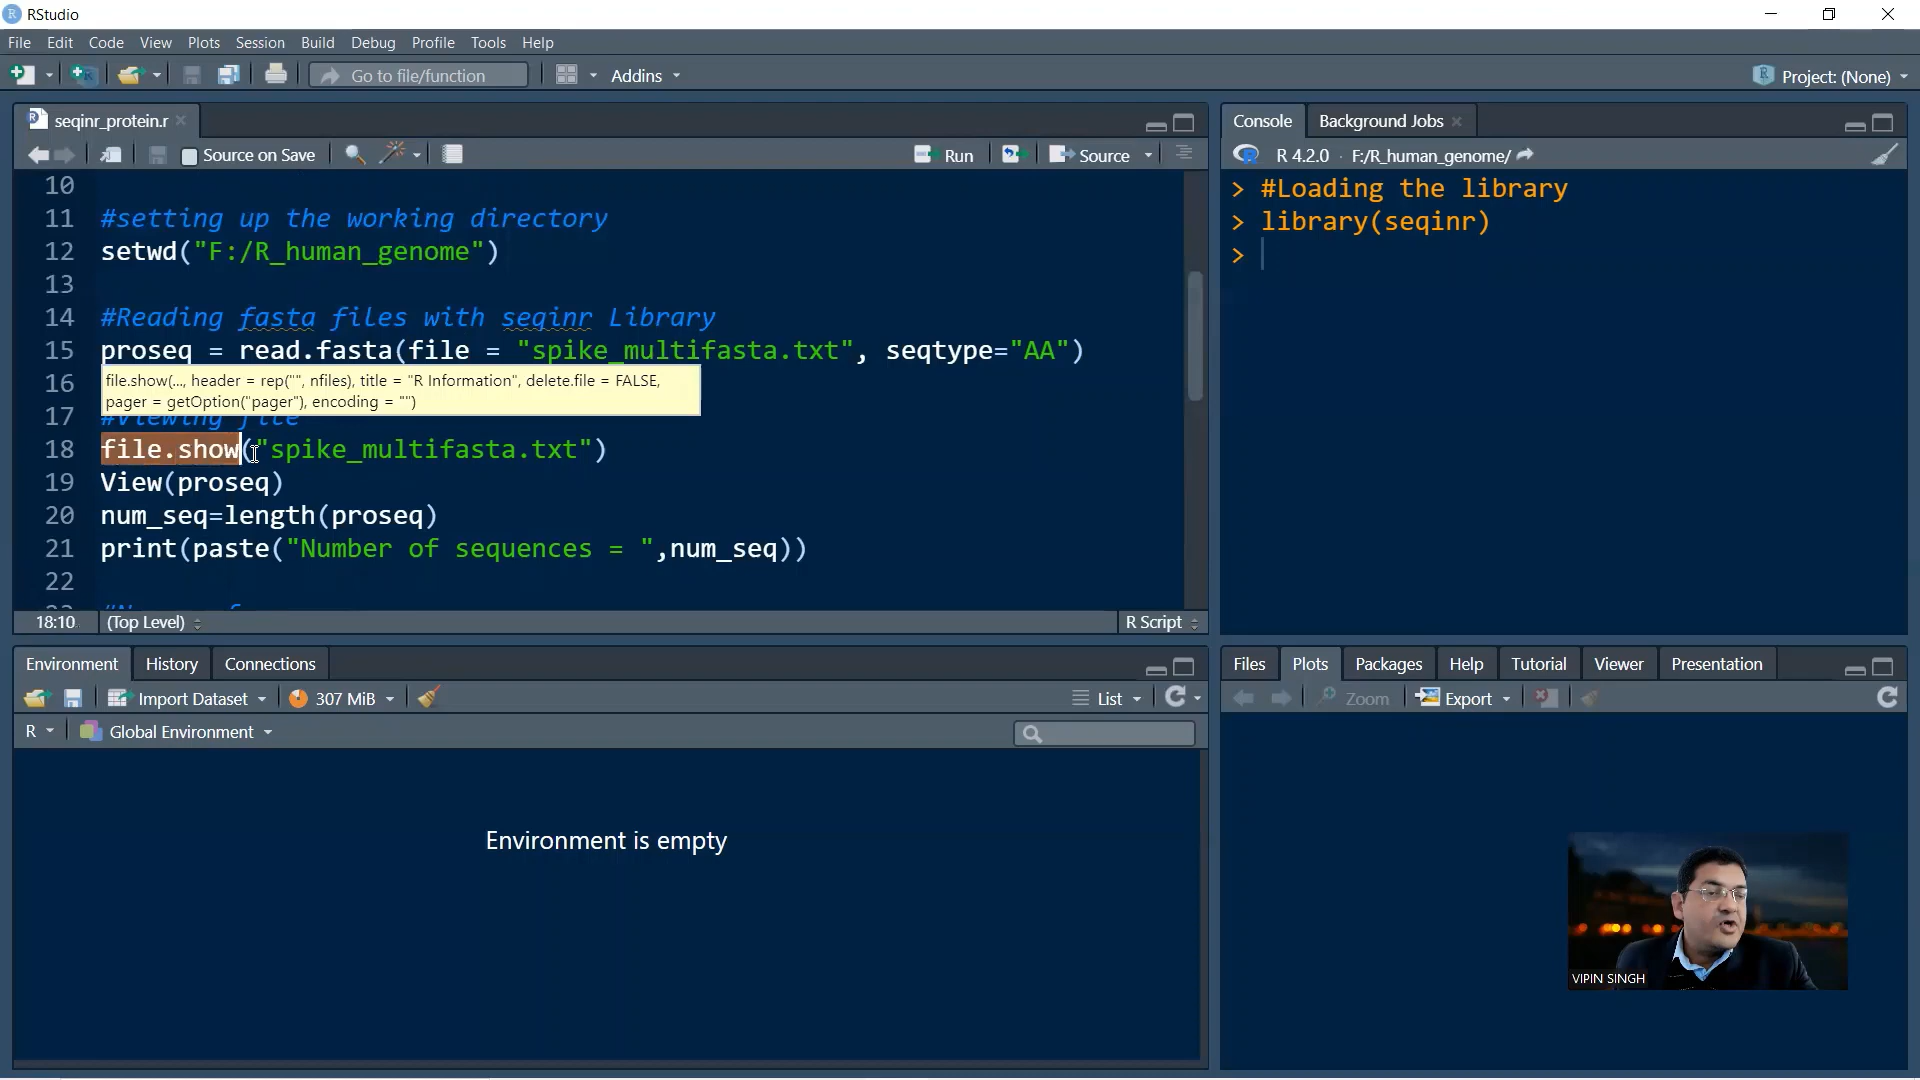 RStudio
File Edit Code View Plots Session Build Debug Profile Tools Help
Go to file/function Addins Project: (None)
seqinr_protein.r
Source on Save Run Source
10
11 #setting up the working directory
12 setwd("F:/R_human_genome")
13
14 #Reading fasta files with seqinr Library
15 proseq = read.fasta(file = "spike_multifasta.txt", seqtype="AA")
16
file.show(..., header = rep("", nfiles), title = "R Information", delete.file = FALSE,
pager = getOption("pager"), encoding = "")
17 #Viewing file
18 file.show("spike_multifasta.txt")
19 View(proseq)
20 num_seq=length(proseq)
21 print(paste("Number of sequences = ",num_seq))
22
18:10 (Top Level) R Script
Console Background Jobs
R 4.2.0 · F:/R_human_genome/
> #Loading the library
> library(seqinr)
>
Environment History Connections
Import Dataset 307 MiB List
R Global Environment
Environment is empty
Files Plots Packages Help Tutorial Viewer Presentation
Zoom Export
VIPIN SINGH